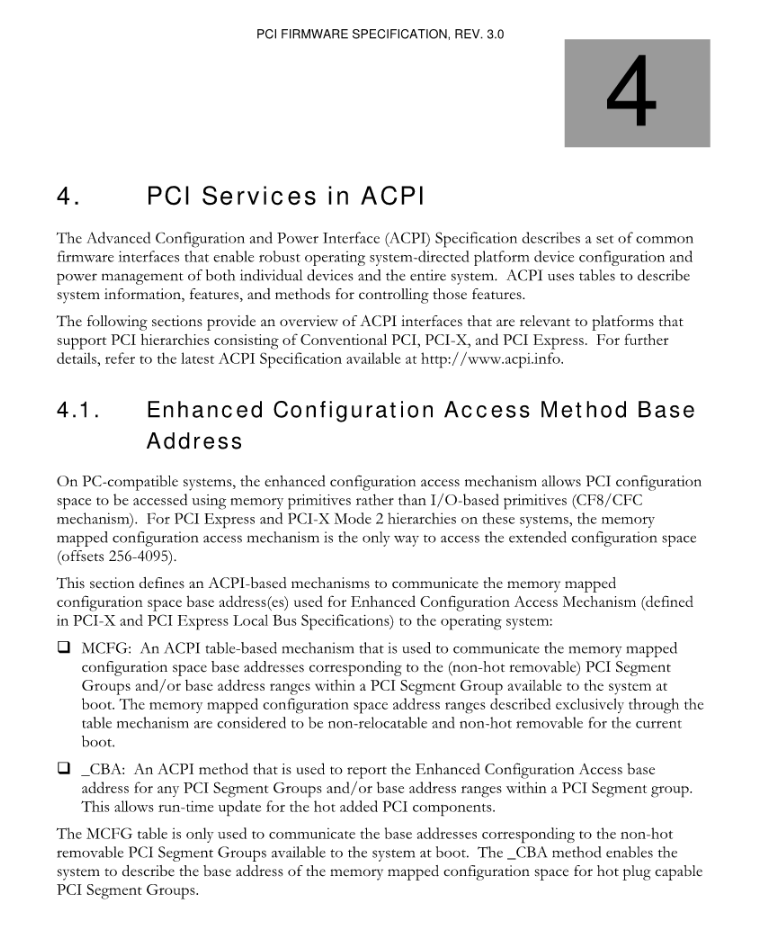 PCI FIRMWARE SPECIFICATION, REV. 3.0
4
4. PCI Services in ACPI
The Advanced Configuration and Power Interface (ACPI) Specification describes a set of common
firmware interfaces that enable robust operating system-directed platform device configuration and
power management of both individual devices and the entire system. ACPI uses tables to describe
system information, features, and methods for controlling those features.
The following sections provide an overview of ACPI interfaces that are relevant to platforms that
support PCI hierarchies consisting of Conventional PCI, PCI-X, and PCI Express. For further
details, refer to the latest ACPI Specification available at http://www.acpi.info.
4.1. Enhanced Configuration Access Method Base
Address
On PC-compatible systems, the enhanced configuration access mechanism allows PCI configuration
space to be accessed using memory primitives rather than I/O-based primitives (CF8/CFC
mechanism). For PCI Express and PCI-X Mode 2 hierarchies on these systems, the memory
mapped configuration access mechanism is the only way to access the extended configuration space
(offsets 256-4095).
This section defines an ACPI-based mechanisms to communicate the memory mapped
configuration space base address(es) used for Enhanced Configuration Access Mechanism (defined
in PCI-X and PCI Express Local Bus Specifications) to the operating system:
❑ MCFG: An ACPI table-based mechanism that is used to communicate the memory mapped
configuration space base addresses corresponding to the (non-hot removable) PCI Segment
Groups and/or base address ranges within a PCI Segment Group available to the system at
boot. The memory mapped configuration space address ranges described exclusively through the
table mechanism are considered to be non-relocatable and non-hot removable for the current
boot.
❑ _CBA: An ACPI method that is used to report the Enhanced Configuration Access base
address for any PCI Segment Groups and/or base address ranges within a PCI Segment group.
This allows run-time update for the hot added PCI components.
The MCFG table is only used to communicate the base addresses corresponding to the non-hot
removable PCI Segment Groups available to the system at boot. The _CBA method enables the
system to describe the base address of the memory mapped configuration space for hot plug capable
PCI Segment Groups.